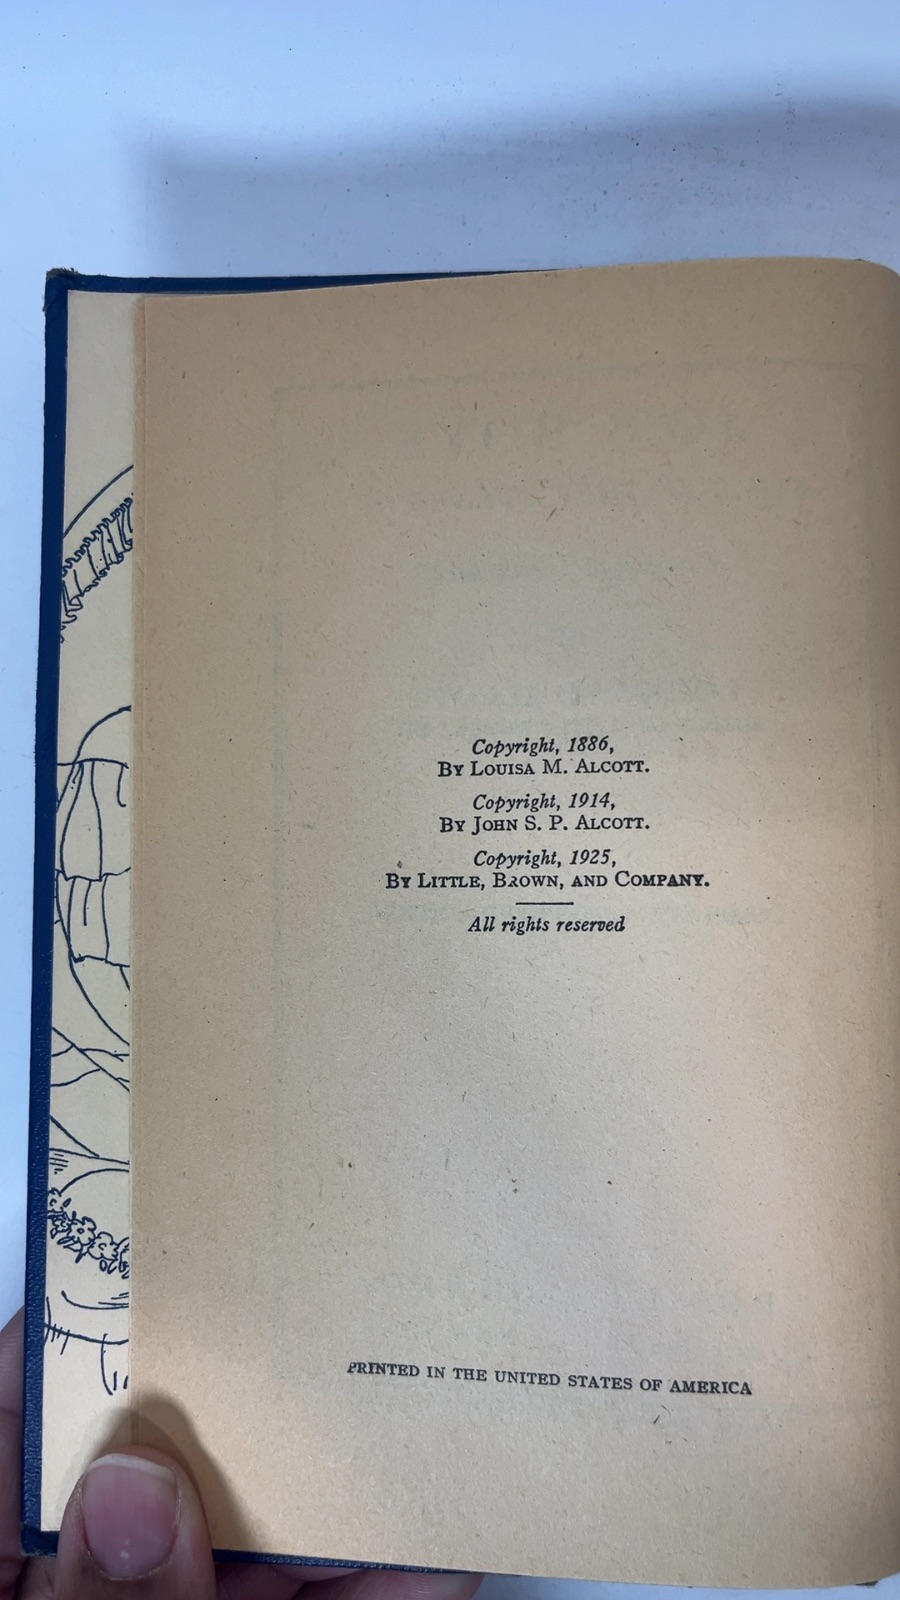 Copyright, 1886,
By Louisa M. Alcott.
Copyright, 1914,
By John S. P. Alcott.
Copyright, 1925,
By Little, Brown, and Company.
All rights reserved
PRINTED IN THE UNITED STATES OF AMERICA